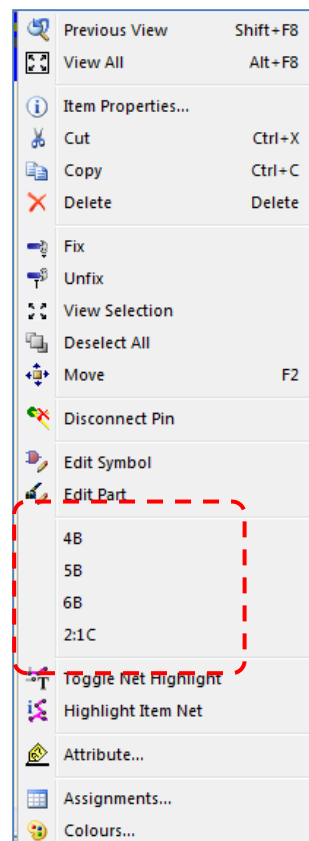 Previous View Shift+F8
View All Alt+F8
Item Properties...
Cut Ctrl+X
Copy Ctrl+C
Delete Delete
Fix
Unfix
View Selection
Deselect All
Move F2
Disconnect Pin
Edit Symbol
Edit Part
4B
5B
6B
2:1C
Toggle Net Highlight
Highlight Item Net
Attribute...
Assignments...
Colours...